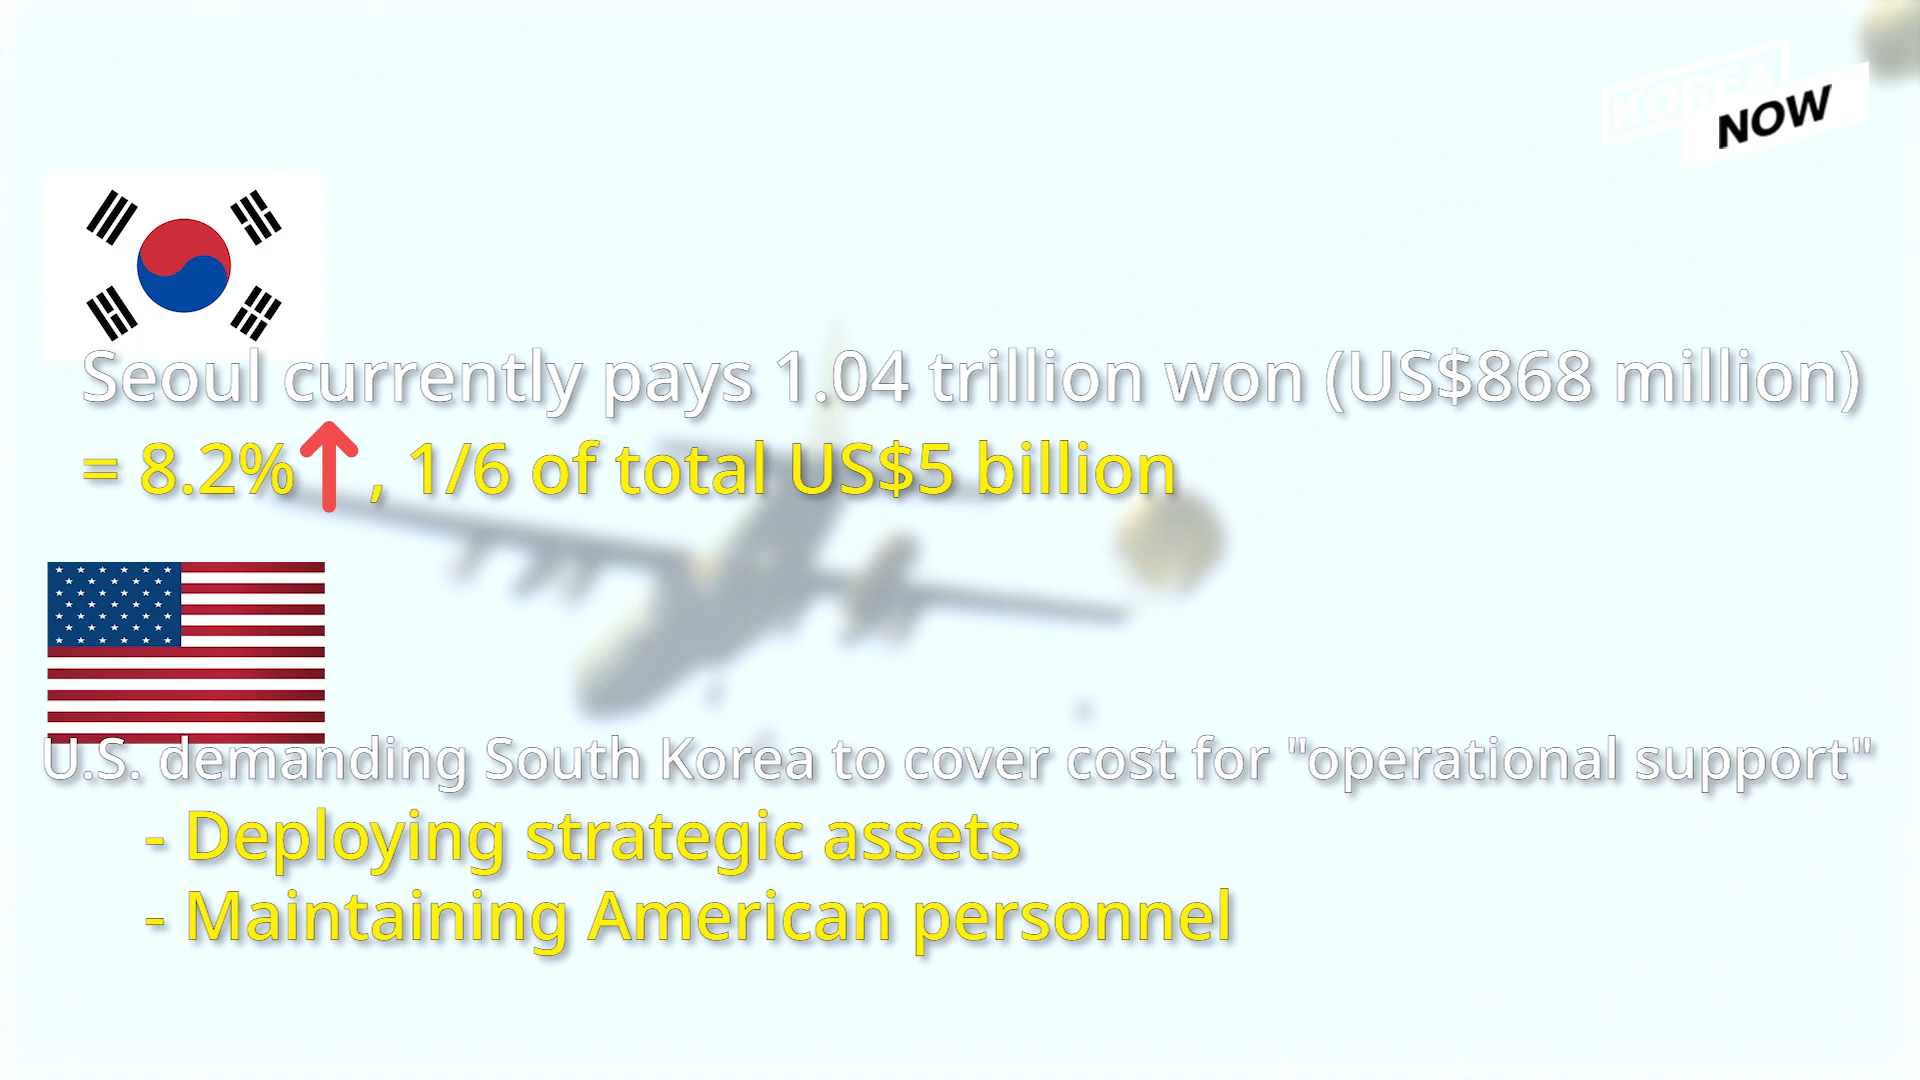 KOREA
NOW
Seoul currently pays 1.04 trillion won (US$868 million)
= 8.2%↑, 1/6 of total US$5 billion
U.S. demanding South Korea to cover cost for "operational support"
- Deploying strategic assets
- Maintaining American personnel